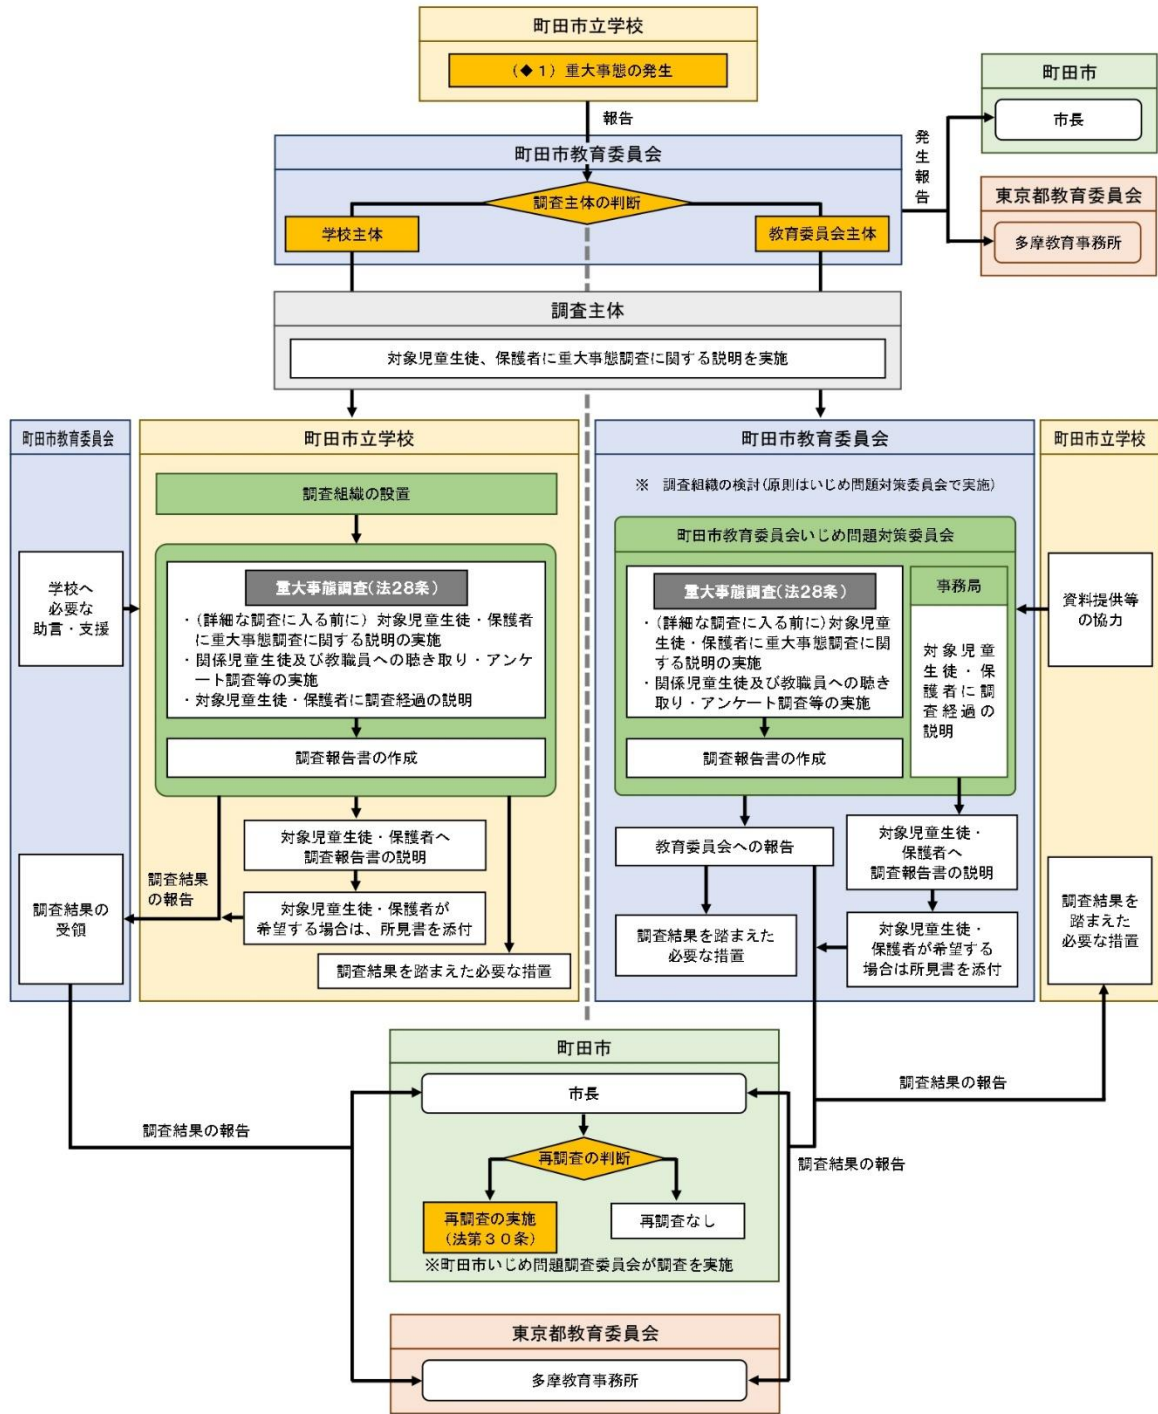 町田市立学校
(◆１) 重大事態の発生
報告
町田市
市長
発生報告
東京都教育委員会
多摩教育事務所
町田市教育委員会
調査主体の判断
学校主体
教育委員会主体
調査主体
対象児童生徒、保護者に重大事態調査に関する説明を実施
町田市教育委員会
学校へ
必要な
助言・支援
調査結果の
受領
町田市立学校
調査組織の設置
重大事態調査(法28条)
・(詳細な調査に入る前に) 対象児童生徒・保護者
に重大事態調査に関する説明の実施
・関係児童生徒及び教職員への聴き取り・アンケ
ート調査等の実施
・対象児童生徒・保護者に調査経過の説明
調査報告書の作成
対象児童生徒・保護者へ
調査報告書の説明
調査結果
の報告
対象児童生徒・保護者が
希望する場合は、所見書を添付
調査結果を踏まえた必要な措置
町田市教育委員会
※　調査組織の検討(原則はいじめ問題対策委員会で実施)
町田市教育委員会いじめ問題対策委員会
重大事態調査(法28条)
・(詳細な調査に入る前に)対象児童
生徒・保護者に重大事態調査に関
する説明の実施
・関係児童生徒及び教職員への聴き
取り・アンケート調査等の実施
調査報告書の作成
事務局
対象児童
生徒・保
護者に調
査経過の
説明
教育委員会への報告
調査結果を踏まえた
必要な措置
対象児童生徒・
保護者へ
調査報告書の説明
対象児童生徒・
保護者が希望する
場合は所見書を添付
町田市立学校
資料提供等
の協力
調査結果を
踏まえた
必要な措置
調査結果の報告
調査結果の報告
調査結果の報告
町田市
市長
再調査の判断
再調査の実施
(法第３０条)
再調査なし
※町田市いじめ問題調査委員会が調査を実施
東京都教育委員会
多摩教育事務所